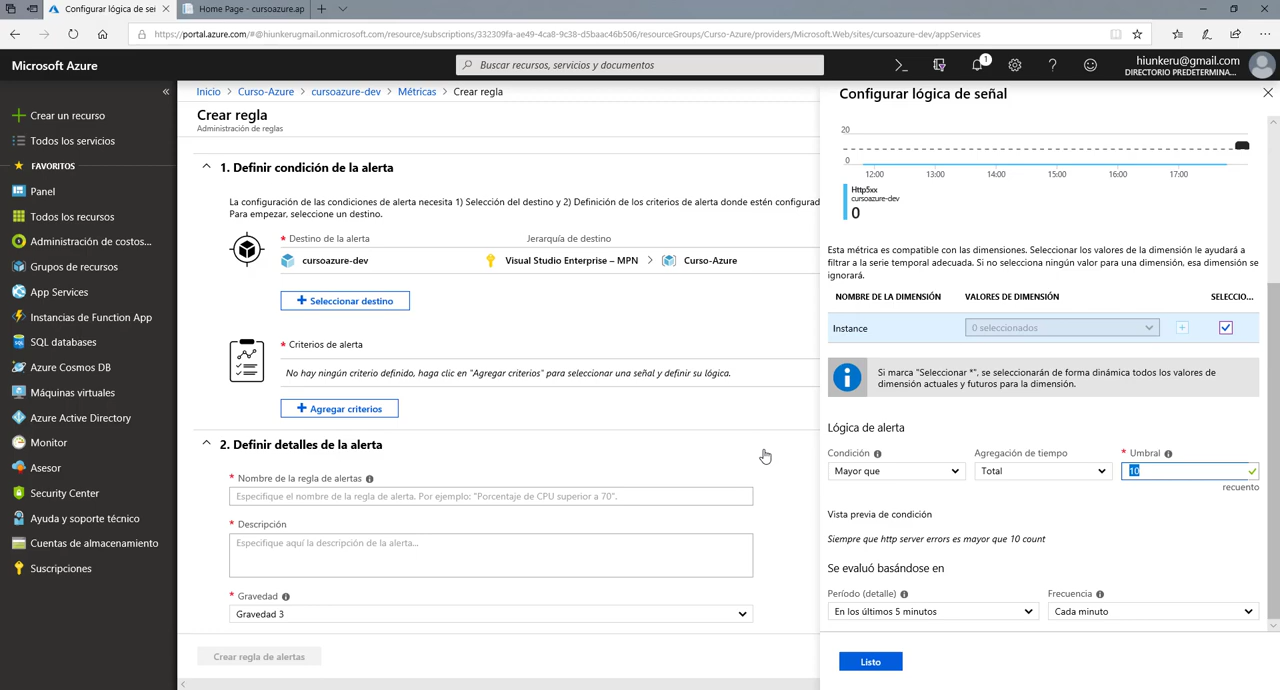 Configurar lógica de señ
Home Page - cursoazure.ap
https://portal.azure.com/#@hiunkerugmail.onmicrosoft.com/resource/subscriptions/332309fa-ae49-4ca8-9c38-d5baac46b506/resourceGroups/Curso-Azure/providers/Microsoft.Web/sites/cursoazure-dev/appServices
Microsoft Azure
Buscar recursos, servicios y documentos
1
hiunkeru@gmail.com
DIRECTORIO PREDETERMINA...
Crear un recurso
Todos los servicios
FAVORITOS
Panel
Todos los recursos
Administración de costos...
Grupos de recursos
App Services
Instancias de Function App
SQL databases
Azure Cosmos DB
Máquinas virtuales
Azure Active Directory
Monitor
Asesor
Security Center
Ayuda y soporte técnico
Cuentas de almacenamiento
Suscripciones
Inicio > Curso-Azure > cursoazure-dev > Métricas > Crear regla
Crear regla
Administración de reglas
1. Definir condición de la alerta
La configuración de las condiciones de alerta necesita 1) Selección del destino y 2) Definición de los criterios de alerta donde estén configurad
Para empezar, seleccione un destino.
* Destino de la alerta
Jerarquía de destino
cursoazure-dev
Visual Studio Enterprise – MPN > Curso-Azure
+ Seleccionar destino
* Criterios de alerta
No hay ningún criterio definido, haga clic en "Agregar criterios" para seleccionar una señal y definir su lógica.
+ Agregar criterios
2. Definir detalles de la alerta
* Nombre de la regla de alertas
Especifique el nombre de la regla de alerta. Por ejemplo: "Porcentaje de CPU superior a 70".
* Descripción
Especifique aquí la descripción de la alerta...
* Gravedad
Gravedad 3
Crear regla de alertas
Configurar lógica de señal
20
0
12:00 13:00 14:00 15:00 16:00 17:00
Http5xx
cursoazure-dev
0
Esta métrica es compatible con las dimensiones. Seleccionar los valores de la dimensión le ayudará a
filtrar a la serie temporal adecuada. Si no selecciona ningún valor para una dimensión, esa dimensión se
ignorará.
NOMBRE DE LA DIMENSIÓN VALORES DE DIMENSIÓN SELECCIO...
Instance 0 seleccionados
Si marca "Seleccionar *", se seleccionarán de forma dinámica todos los valores de
dimensión actuales y futuros para la dimensión.
Lógica de alerta
Condición Agregación de tiempo * Umbral
Mayor que Total 10
recuento
Vista previa de condición
Siempre que http server errors es mayor que 10 count
Se evaluó basándose en
Período (detalle) Frecuencia
En los últimos 5 minutos Cada minuto
Listo